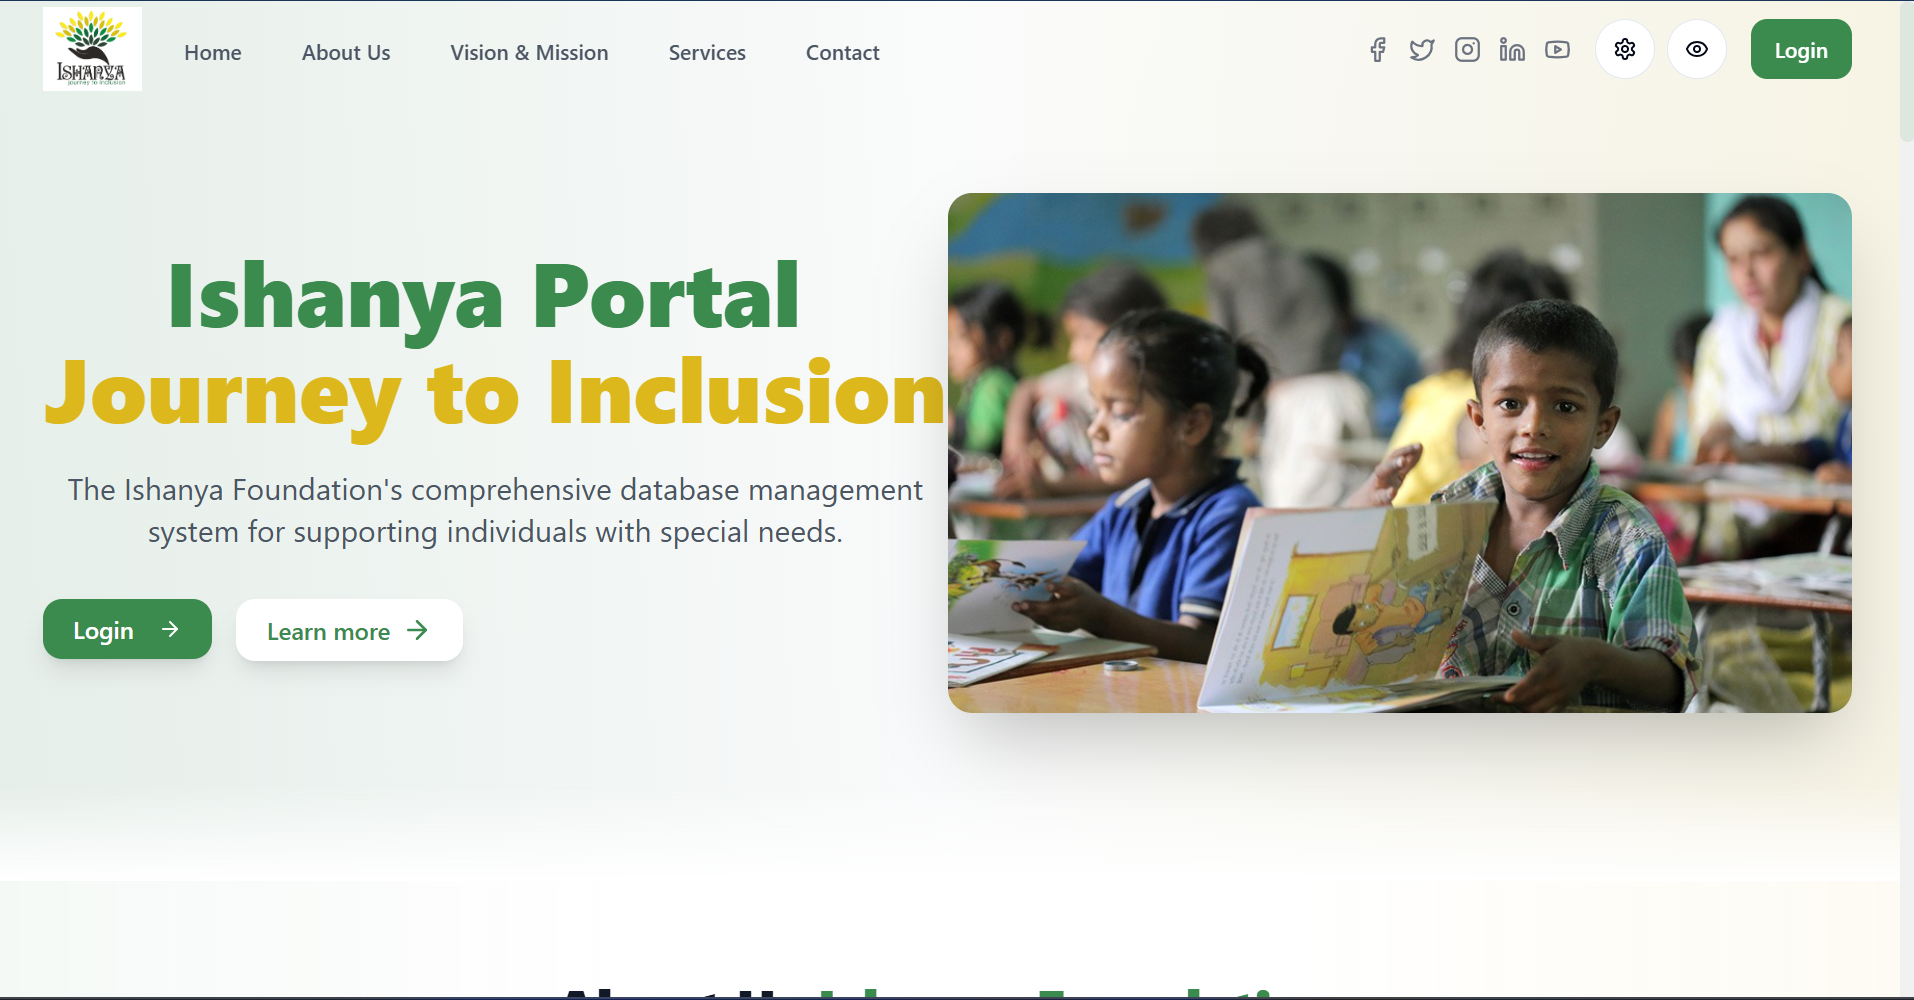 ISHANYA
Journey to Inclusion
Home
About Us
Vision & Mission
Services
Contact
Login
Ishanya Portal
Journey to Inclusion
The Ishanya Foundation's comprehensive database management
system for supporting individuals with special needs.
Login
Learn more